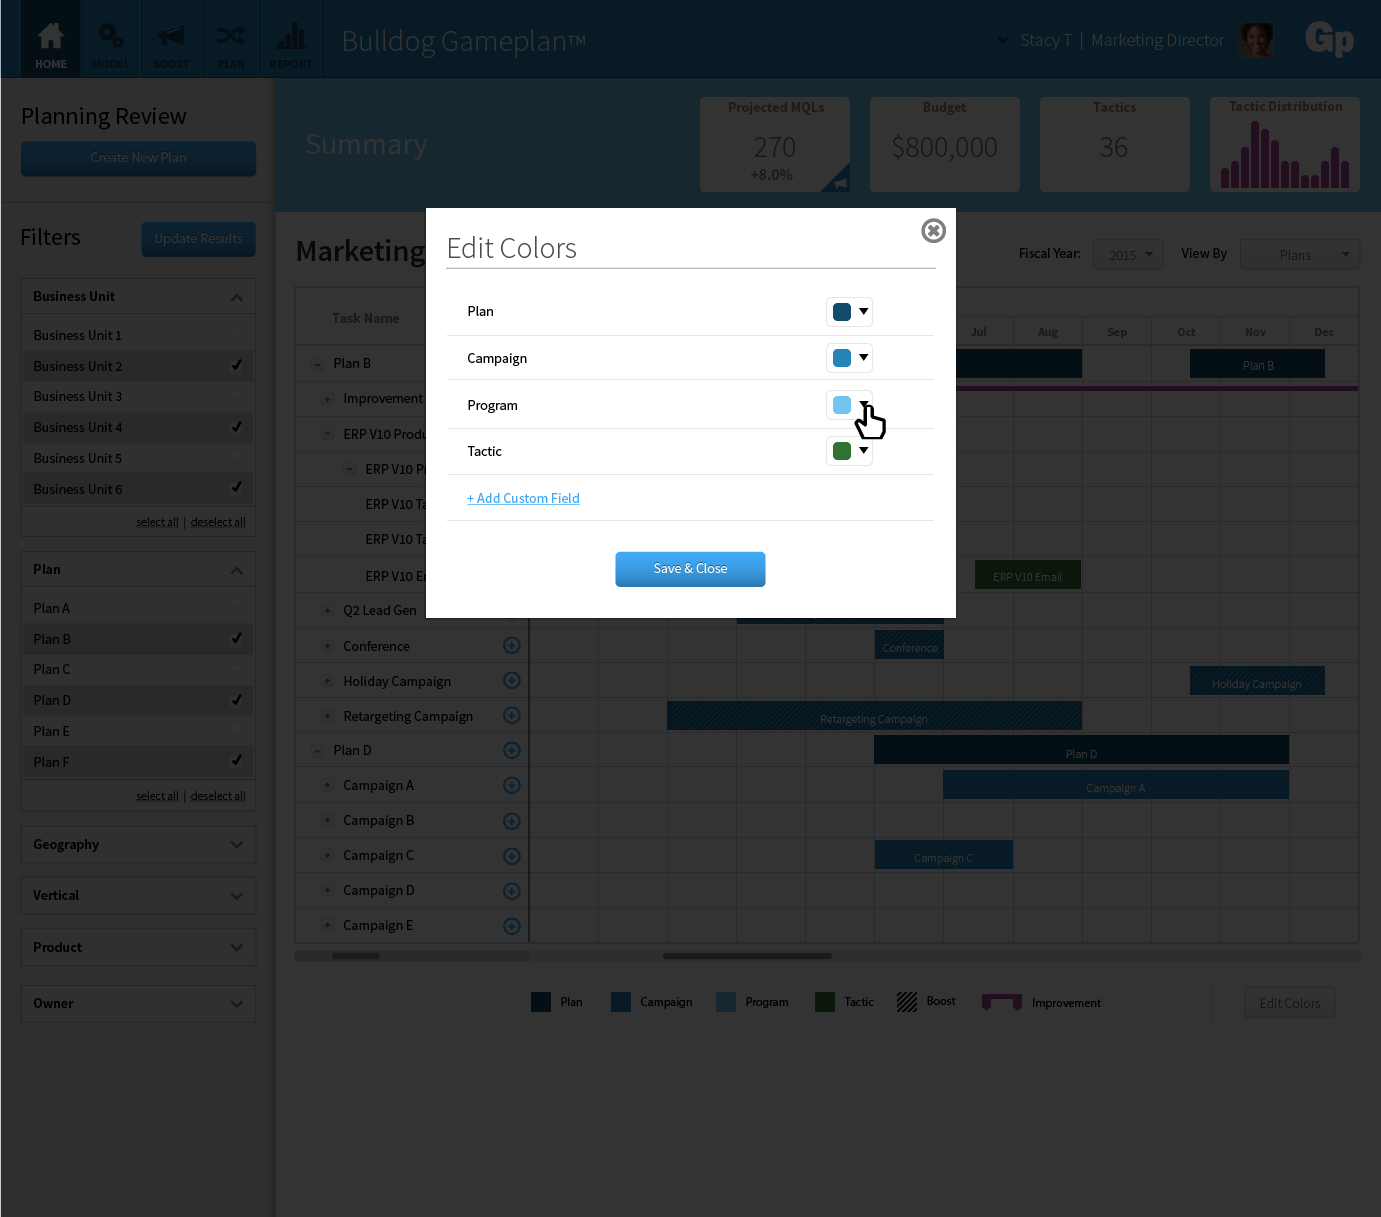 HOME
MODEL
BOOST
PLAN
REPORT
Bulldog Gameplan™
Stacy T | Marketing Director
Gp
Planning Review
Create New Plan
Summary
Projected MQLs
270
+8.0%
Budget
$800,000
Tactics
36
Tactic Distribution
Filters
Update Results
Business Unit
Business Unit 1
Business Unit 2
Business Unit 3
Business Unit 4
Business Unit 5
Business Unit 6
select all | deselect all
Plan
Plan A
Plan B
Plan C
Plan D
Plan E
Plan F
select all | deselect all
Geography
Vertical
Product
Owner
Marketing
Fiscal Year:
2015
View By
Plans
Edit Colors
Plan
Campaign
Program
Tactic
+ Add Custom Field
Save & Close
Task Name
Jul
Aug
Sep
Oct
Nov
Dec
Plan B
Plan B
Improvement
ERP V10
ERP V10
ERP V10
ERP V10
ERP V10
ERP V10 Email
Q2 Lead Gen
Conference
Conference
Holiday Campaign
Holiday Campaign
Retargeting Campaign
Retargeting Campaign
Plan D
Plan D
Campaign A
Campaign A
Campaign B
Campaign C
Campaign C
Campaign D
Campaign E
Plan
Campaign
Program
Tactic
Boost
Improvement
Edit Colors